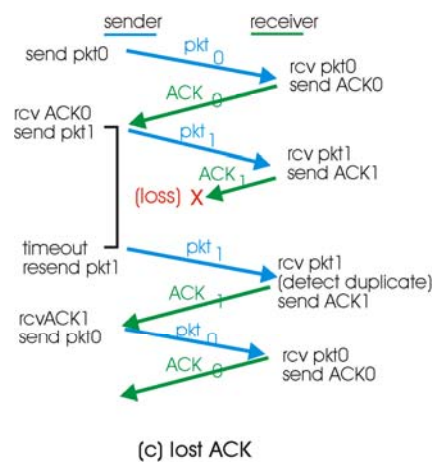 sender receiver
send pkt0
pkt 0
rcv pkt0
send ACK0
ACK 0
rcv ACK0
send pkt1
pkt 1
rcv pkt1
send ACK1
ACK 1
(loss) X
timeout
resend pkt1
pkt 1
rcv pkt1
(detect duplicate)
send ACK1
ACK 1
rcvACK1
send pkt0
pkt 0
rcv pkt0
send ACK0
ACK 0
(c) lost ACK